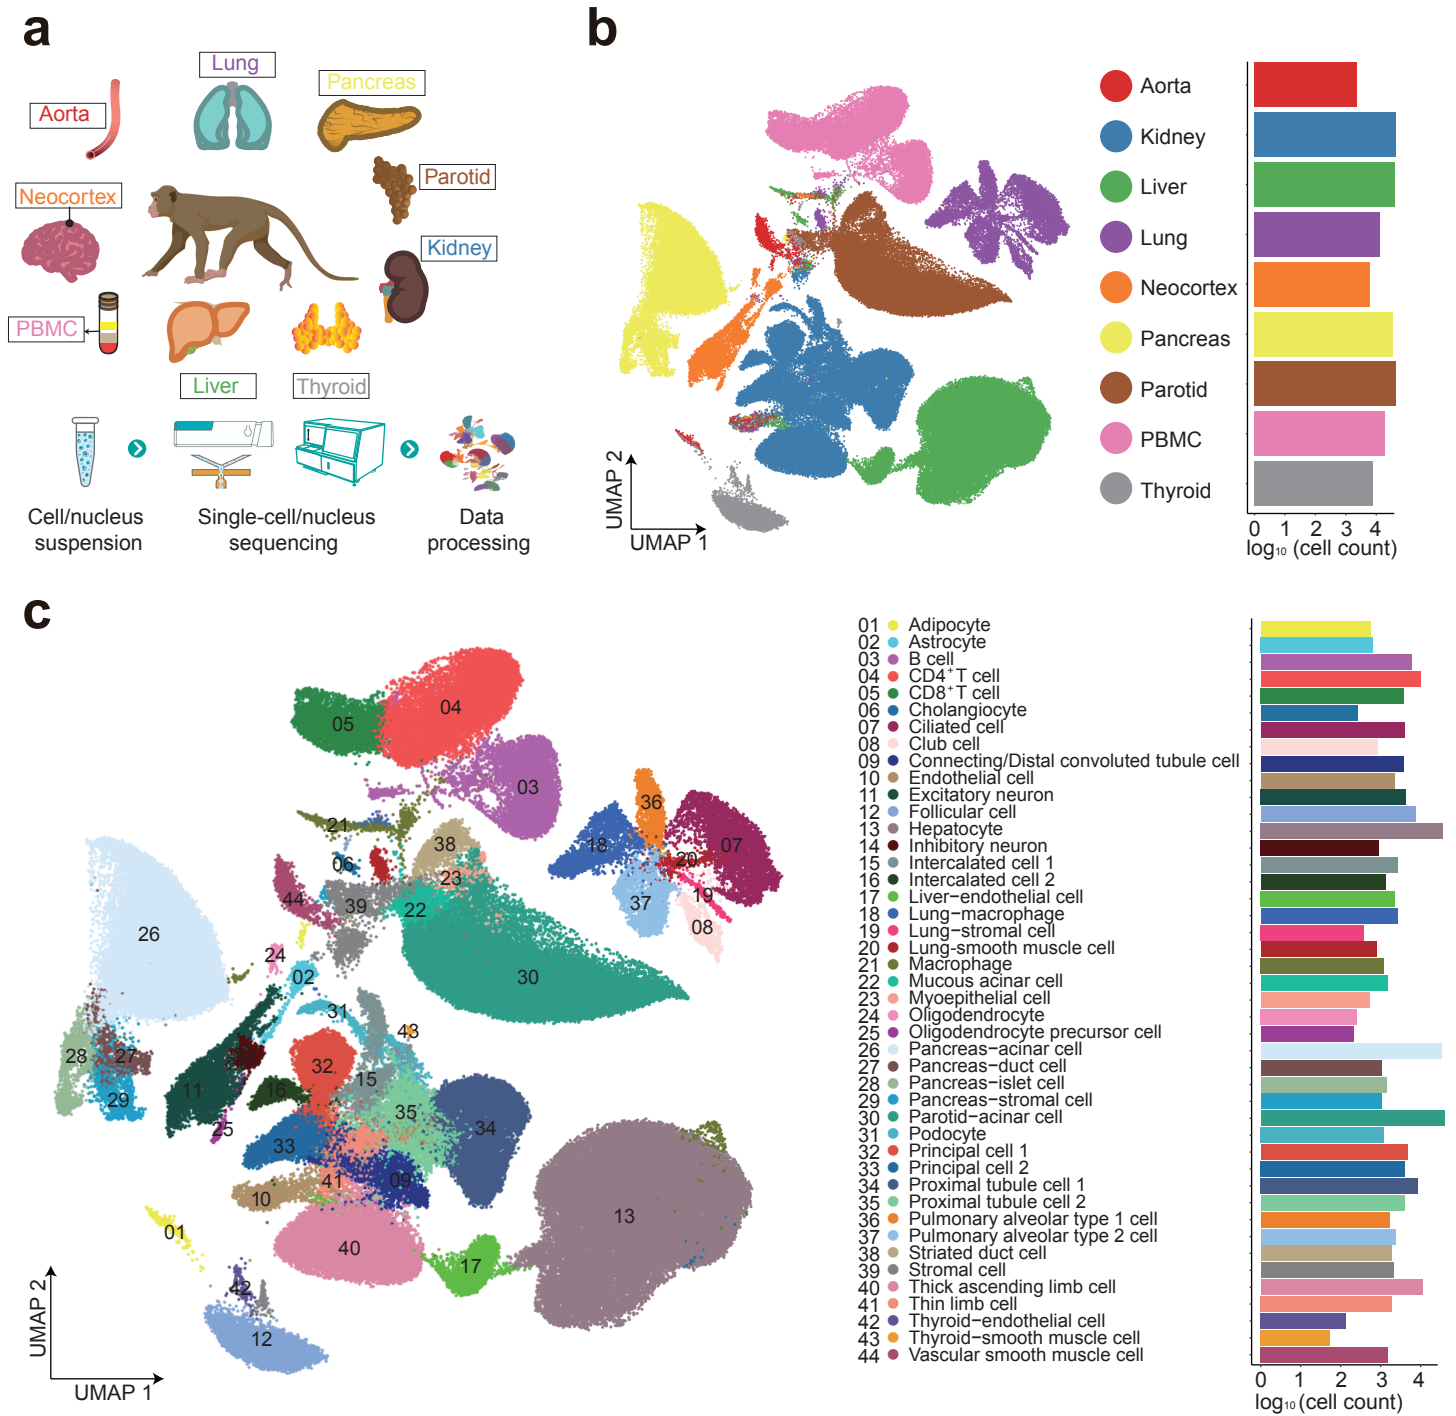 a
Lung
Pancreas
Aorta
Parotid
Neocortex
Kidney
PBMC
Liver
Thyroid
Cell/nucleus
suspension
Single-cell/nucleus
sequencing
Data
processing
b
Aorta
Kidney
Liver
Lung
Neocortex
Pancreas
Parotid
PBMC
Thyroid
UMAP 2
UMAP 1
0 1 2 3 4
log₁₀ (cell count)
c
04
05
03
36
21
18
07
38
06
20
23
44
39
22
37
19
08
26
24
02
30
31
43
28
27
32
15
11
16
29
35
25
33
34
41
09
10
01
13
40
17
42
12
UMAP 2
UMAP 1
01 Adipocyte
02 Astrocyte
03 B cell
04 CD4⁺T cell
05 CD8⁺T cell
06 Cholangiocyte
07 Ciliated cell
08 Club cell
09 Connecting/Distal convoluted tubule cell
10 Endothelial cell
11 Excitatory neuron
12 Follicular cell
13 Hepatocyte
14 Inhibitory neuron
15 Intercalated cell 1
16 Intercalated cell 2
17 Liver−endothelial cell
18 Lung−macrophage
19 Lung−stromal cell
20 Lung-smooth muscle cell
21 Macrophage
22 Mucous acinar cell
23 Myoepithelial cell
24 Oligodendrocyte
25 Oligodendrocyte precursor cell
26 Pancreas−acinar cell
27 Pancreas−duct cell
28 Pancreas−islet cell
29 Pancreas−stromal cell
30 Parotid−acinar cell
31 Podocyte
32 Principal cell 1
33 Principal cell 2
34 Proximal tubule cell 1
35 Proximal tubule cell 2
36 Pulmonary alveolar type 1 cell
37 Pulmonary alveolar type 2 cell
38 Striated duct cell
39 Stromal cell
40 Thick ascending limb cell
41 Thin limb cell
42 Thyroid−endothelial cell
43 Thyroid−smooth muscle cell
44 Vascular smooth muscle cell
0 1 2 3 4
log₁₀ (cell count)